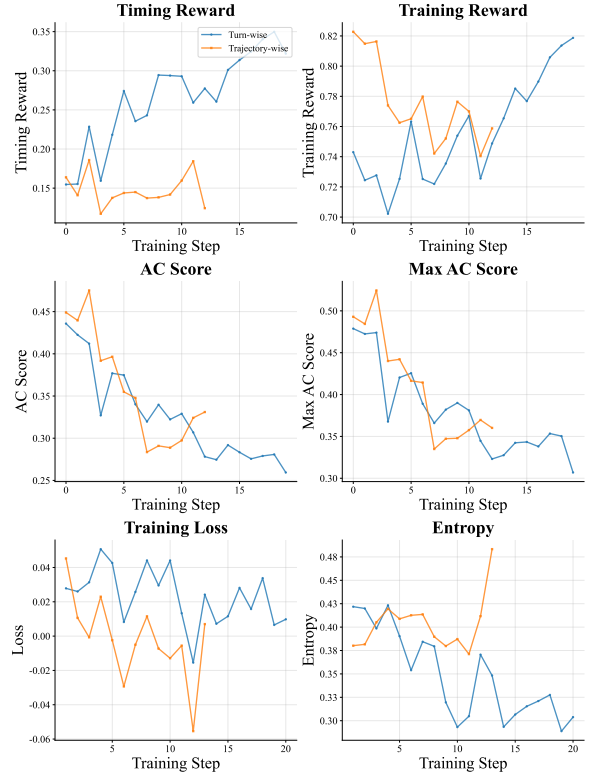 Timing Reward
Training Reward
Timing Reward
0.35
0.30
0.25
0.20
0.15
Turn-wise
Trajectory-wise
0 5 10 15
Training Step
Training Reward
0.82
0.80
0.78
0.76
0.74
0.72
0.70
0 5 10 15
Training Step
AC Score
Max AC Score
AC Score
0.45
0.40
0.35
0.30
0.25
0 5 10 15
Training Step
Max AC Score
0.50
0.45
0.40
0.35
0.30
0 5 10 15
Training Step
Training Loss
Entropy
Loss
0.04
0.02
0.00
-0.02
-0.04
-0.06
5 10 15 20
Training Step
Entropy
0.48
0.45
0.43
0.40
0.38
0.35
0.33
0.30
5 10 15 20
Training Step